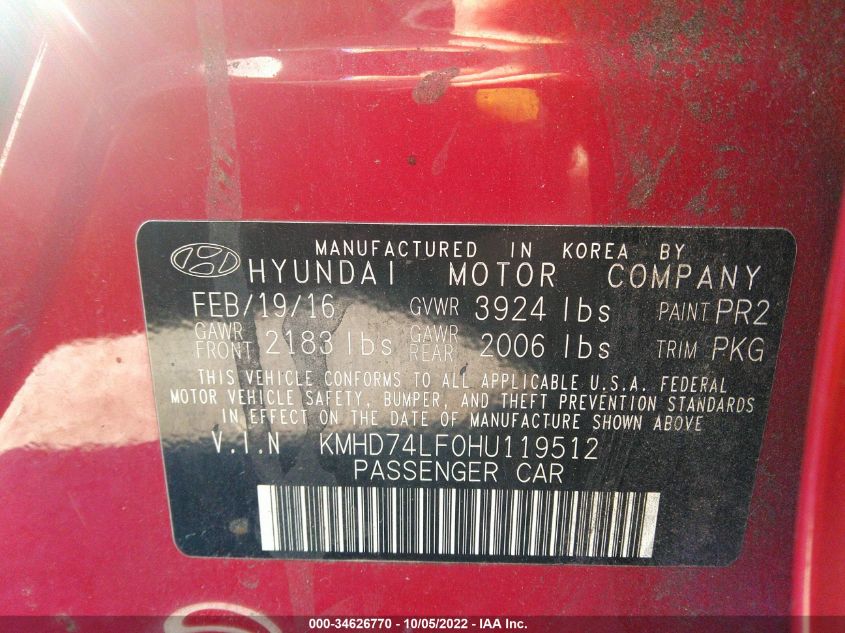 MANUFACTURED IN KOREA BY
HYUNDAI MOTOR COMPANY
FEB/19/16 GVWR 3924 lbs PAINT PR2
GAWR FRONT 2183 lbs GAWR REAR 2006 lbs TRIM PKG
THIS VEHICLE CONFORMS TO ALL APPLICABLE U.S.A. FEDERAL
MOTOR VEHICLE SAFETY, BUMPER, AND THEFT PREVENTION STANDARDS
IN EFFECT ON THE DATE OF MANUFACTURE SHOWN ABOVE
V.I.N KMHD74LF0HU119512
PASSENGER CAR
000-34626770 - 10/05/2022 - IAA Inc.